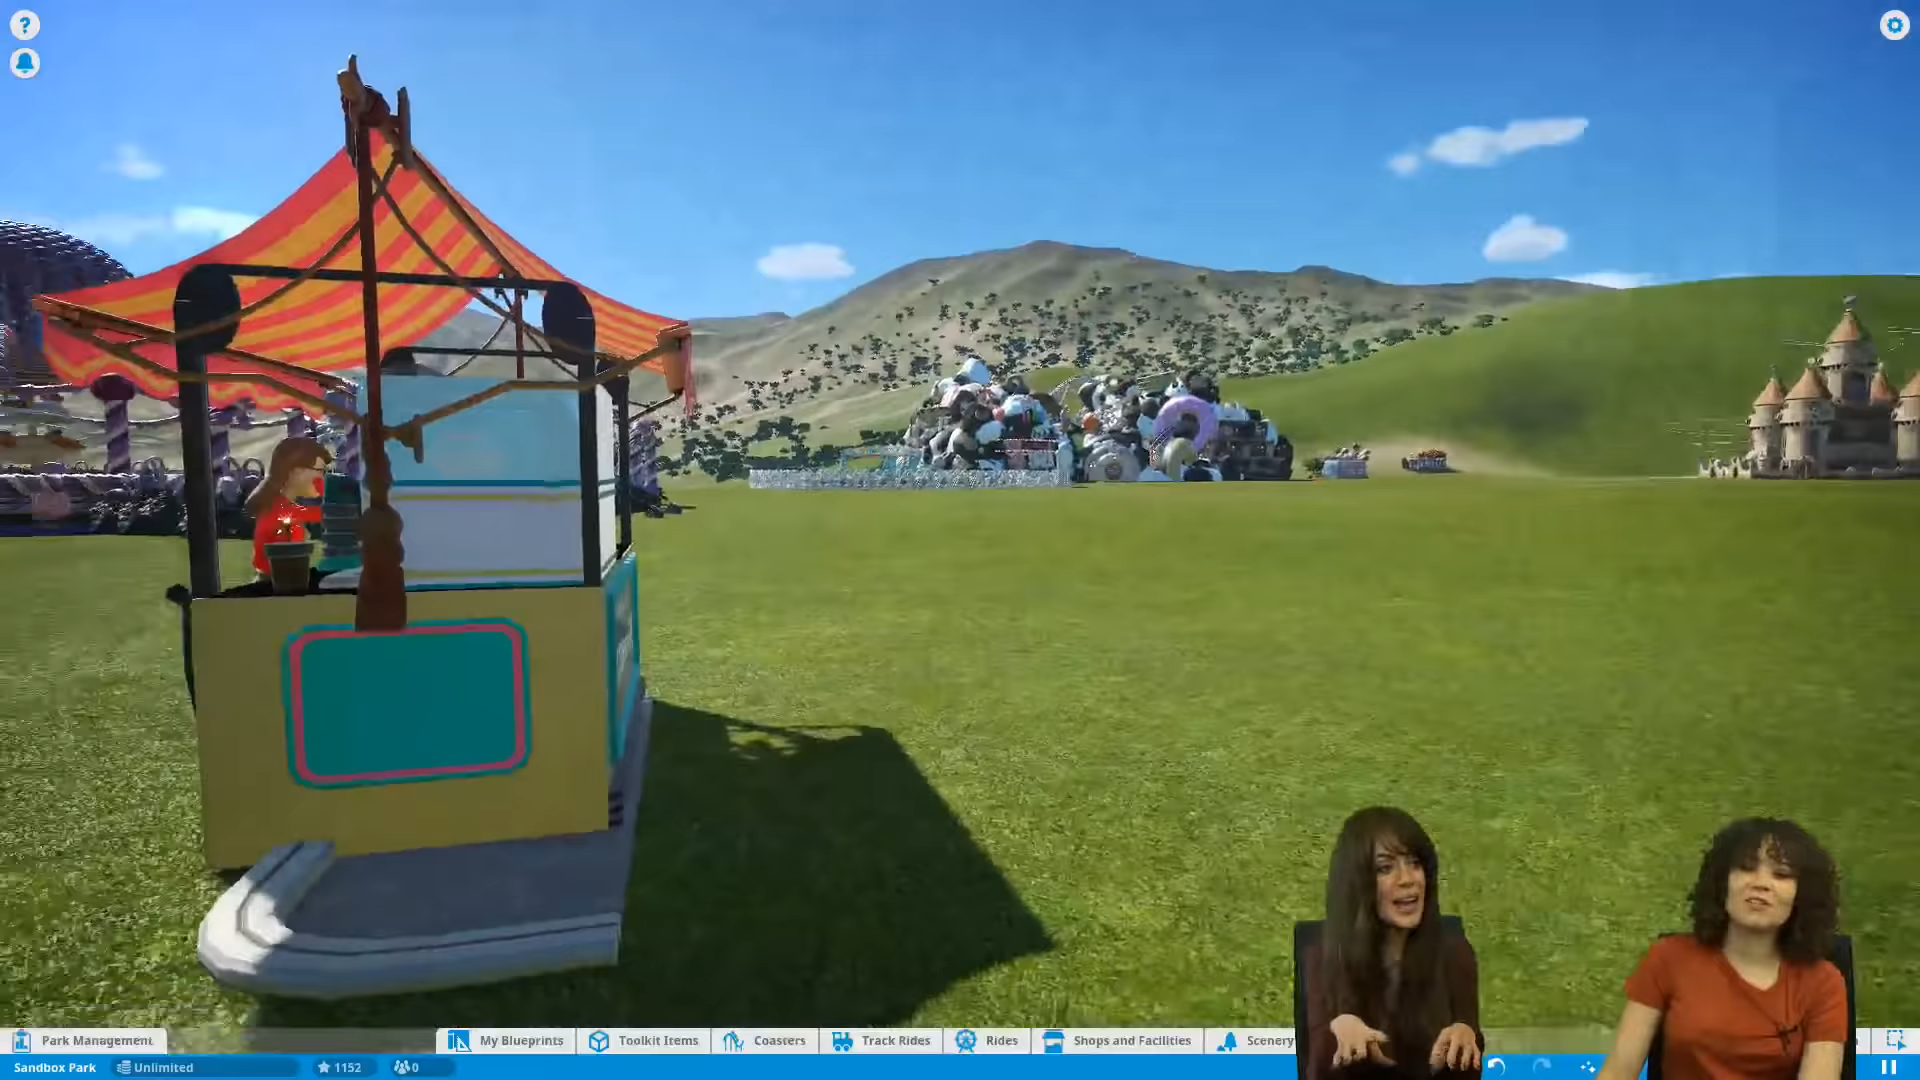 ?
Park Management
My Blueprints
Toolkit Items
Coasters
Track Rides
Rides
Shops and Facilities
Scenery
Sandbox Park
Unlimited
1152
0